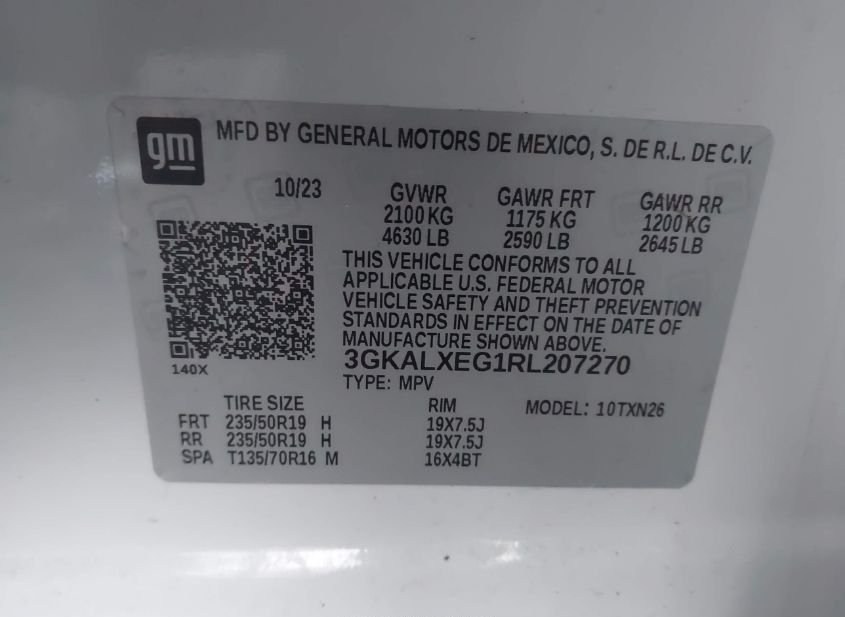 gm MFD BY GENERAL MOTORS DE MEXICO, S. DE R.L. DE C.V.
10/23 GVWR GAWR FRT GAWR RR
2100 KG 1175 KG 1200 KG
4630 LB 2590 LB 2645 LB
THIS VEHICLE CONFORMS TO ALL
APPLICABLE U.S. FEDERAL MOTOR
VEHICLE SAFETY AND THEFT PREVENTION
STANDARDS IN EFFECT ON THE DATE OF
MANUFACTURE SHOWN ABOVE.
140X
3GKALXEG1RL207270
TYPE: MPV
TIRE SIZE RIM MODEL: 10TXN26
FRT 235/50R19 H 19X7.5J
RR 235/50R19 H 19X7.5J
SPA T135/70R16 M 16X4BT